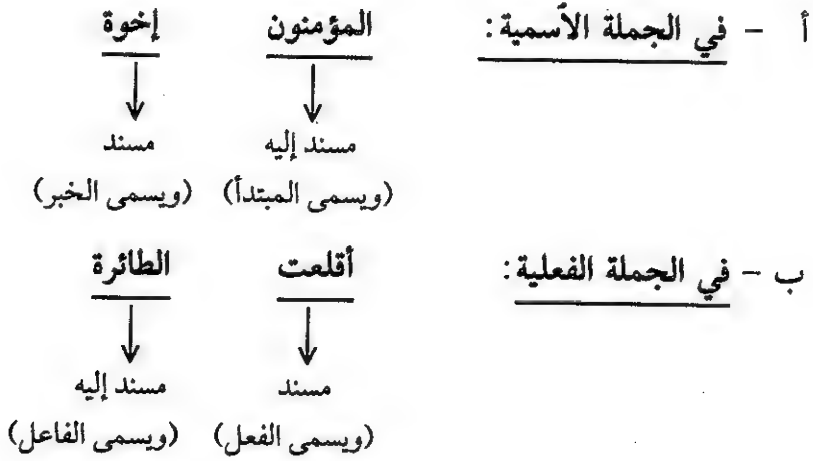 أ - في الجملة الأسمية: المؤمنون إخوة
مسند إليه مسند
(ويسمى المبتدأ) (ويسمى الخبر)
ب - في الجملة الفعلية: أقلعت الطائرة
مسند مسند إليه
(ويسمى الفعل) (ويسمى الفاعل)